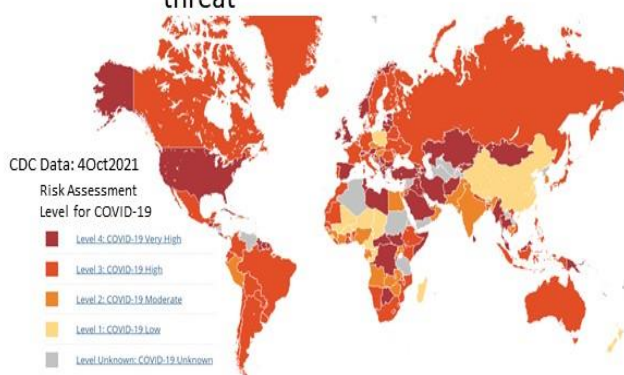 threat
CDC Data: 4Oct2021
Risk Assessment
Level for COVID-19
Level 4: COVID-19 Very High
Level 3: COVID-19 High
Level 2: COVID-19 Moderate
Level 1: COVID-19 Low
Level Unknown: COVID-19 Unknown